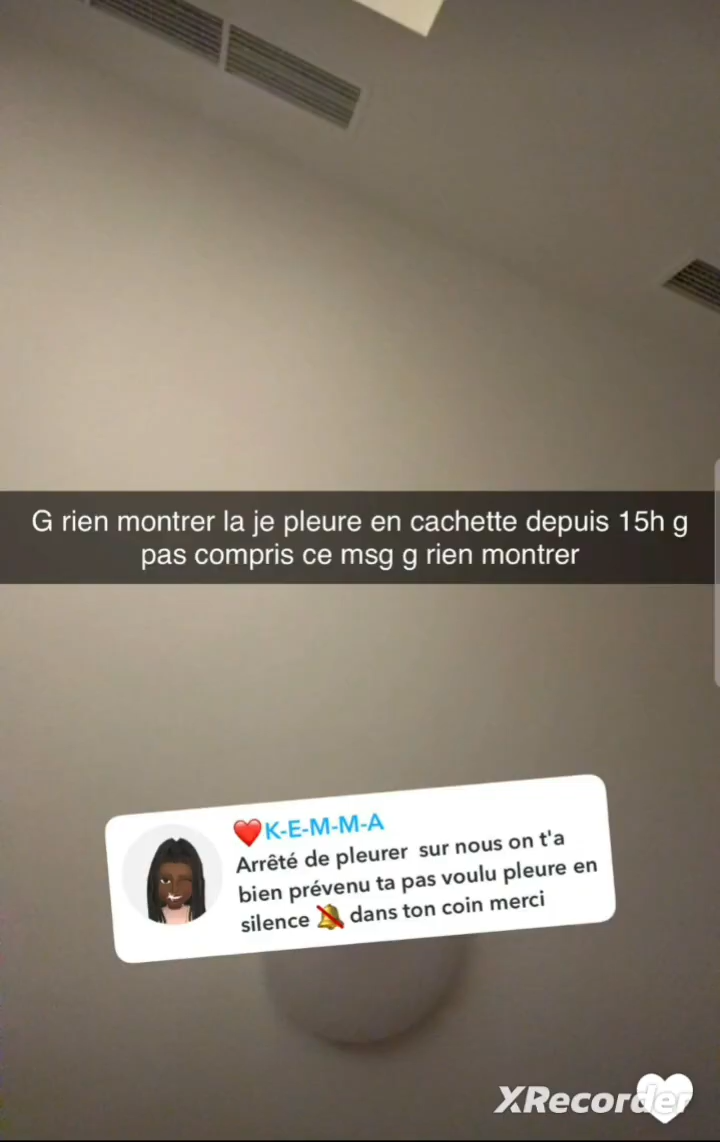 G rien montrer la je pleure en cachette depuis 15h g
pas compris ce msg g rien montrer
❤️K-E-M-M-A
Arrêté de pleurer sur nous on t'a
bien prévenu ta pas voulu pleure en
silence 🔕 dans ton coin merci
XRecorder